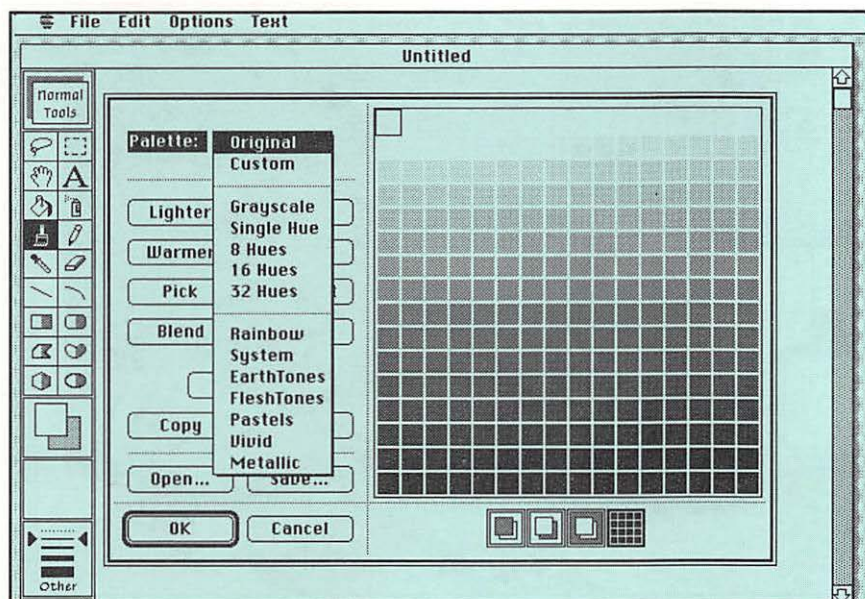 File Edit Options Text
Untitled
Normal
Tools
A
Palette:
Original
Custom
Grayscale
Single Hue
8 Hues
16 Hues
32 Hues
Rainbow
System
EarthTones
FleshTones
Pastels
Vivid
Metallic
Lighter
Warmer
Pick
Blend
Copy
Open...
Save...
OK
Cancel
Other